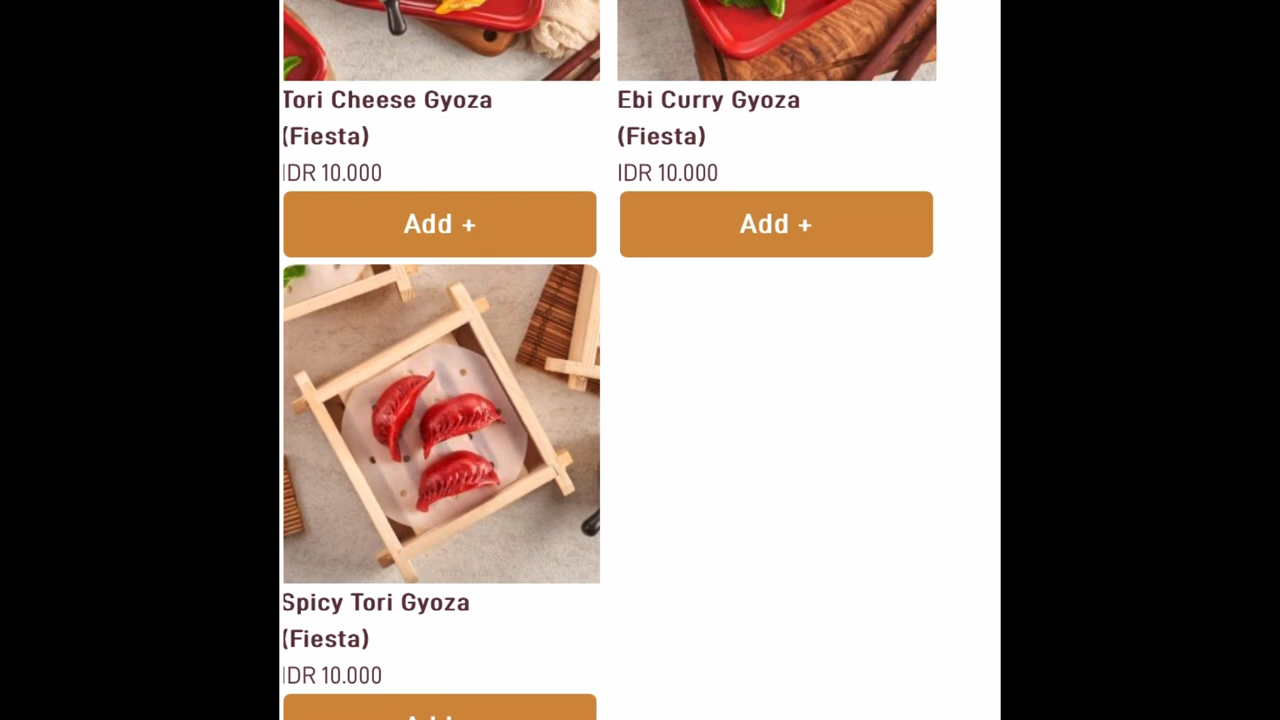 Tori Cheese Gyoza
(Fiesta)
IDR 10.000
Add +
Ebi Curry Gyoza
(Fiesta)
IDR 10.000
Add +
Spicy Tori Gyoza
(Fiesta)
IDR 10.000